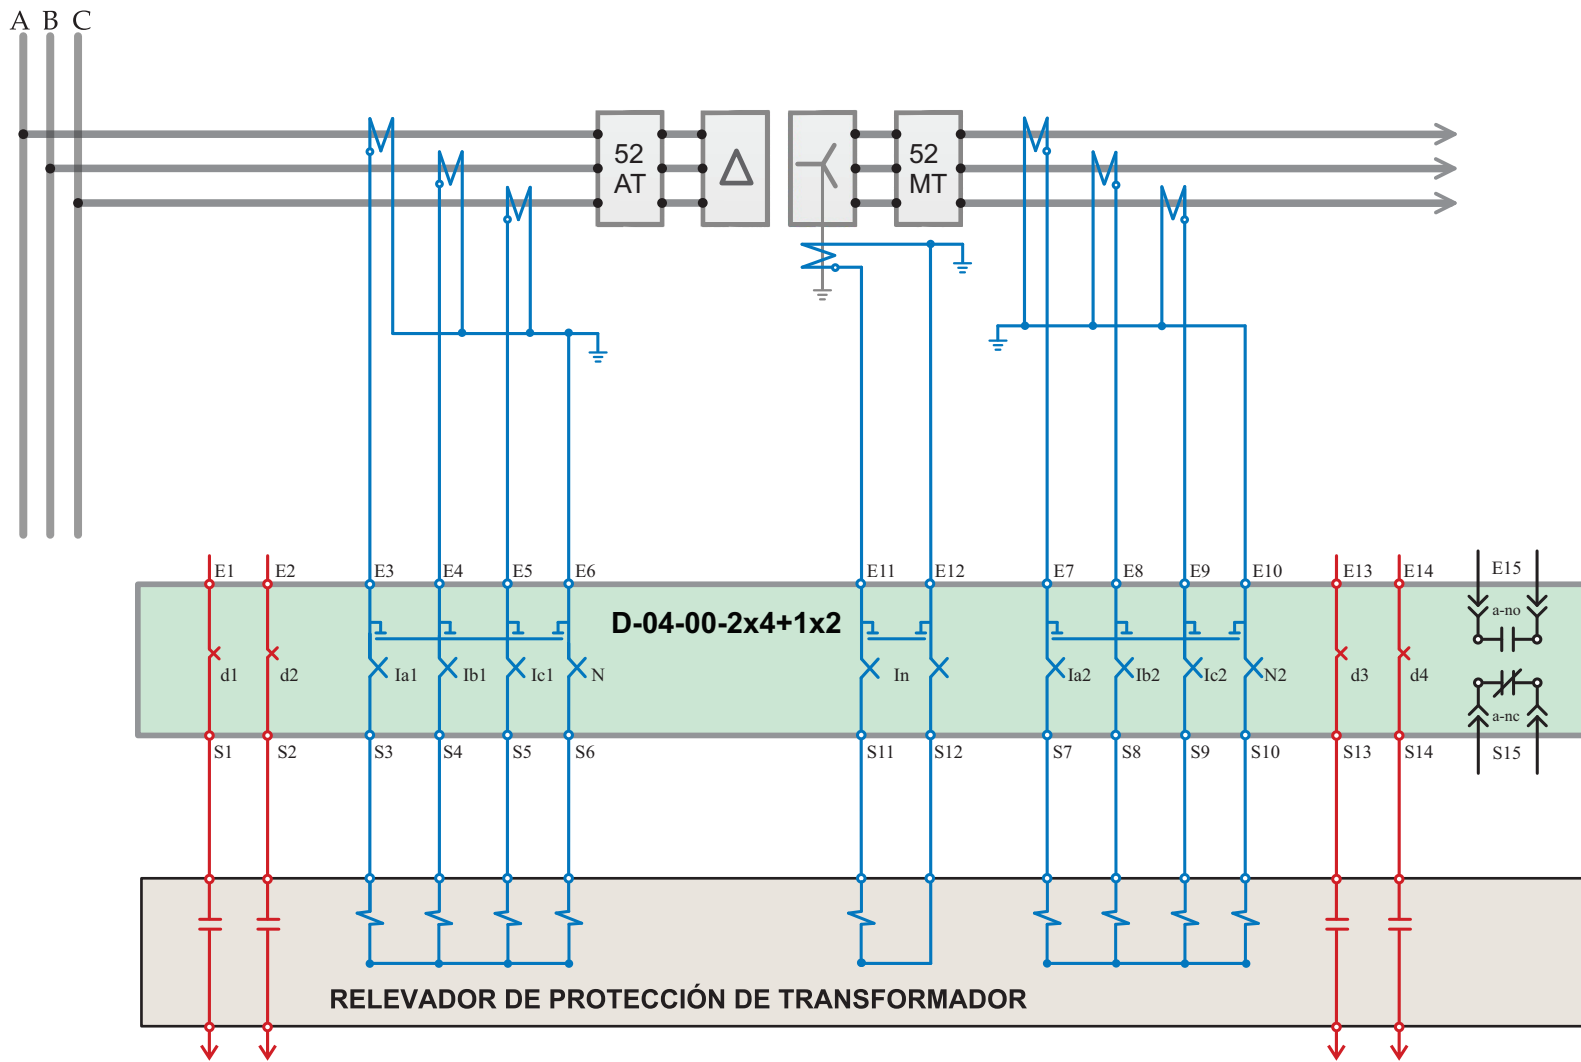 A B C
52
AT
52
MT
E1 E2 E3 E4 E5 E6 E11 E12 E7 E8 E9 E10 E13 E14 E15
D-04-00-2x4+1x2
a-no
d1 d2 Ia1 Ib1 Ic1 N In Ia2 Ib2 Ic2 N2 d3 d4
a-nc
S1 S2 S3 S4 S5 S6 S11 S12 S7 S8 S9 S10 S13 S14 S15
RELEVADOR DE PROTECCIÓN DE TRANSFORMADOR